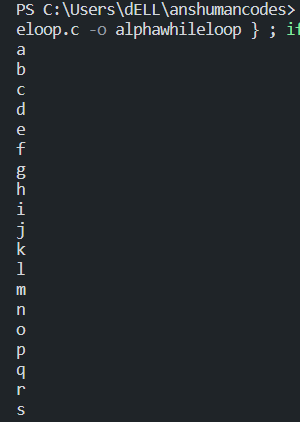 PS C:\Users\dELL\anshumancodes>
eloop.c -o alphawhileloop } ; if
a
b
c
d
e
f
g
h
i
j
k
l
m
n
o
p
q
r
s